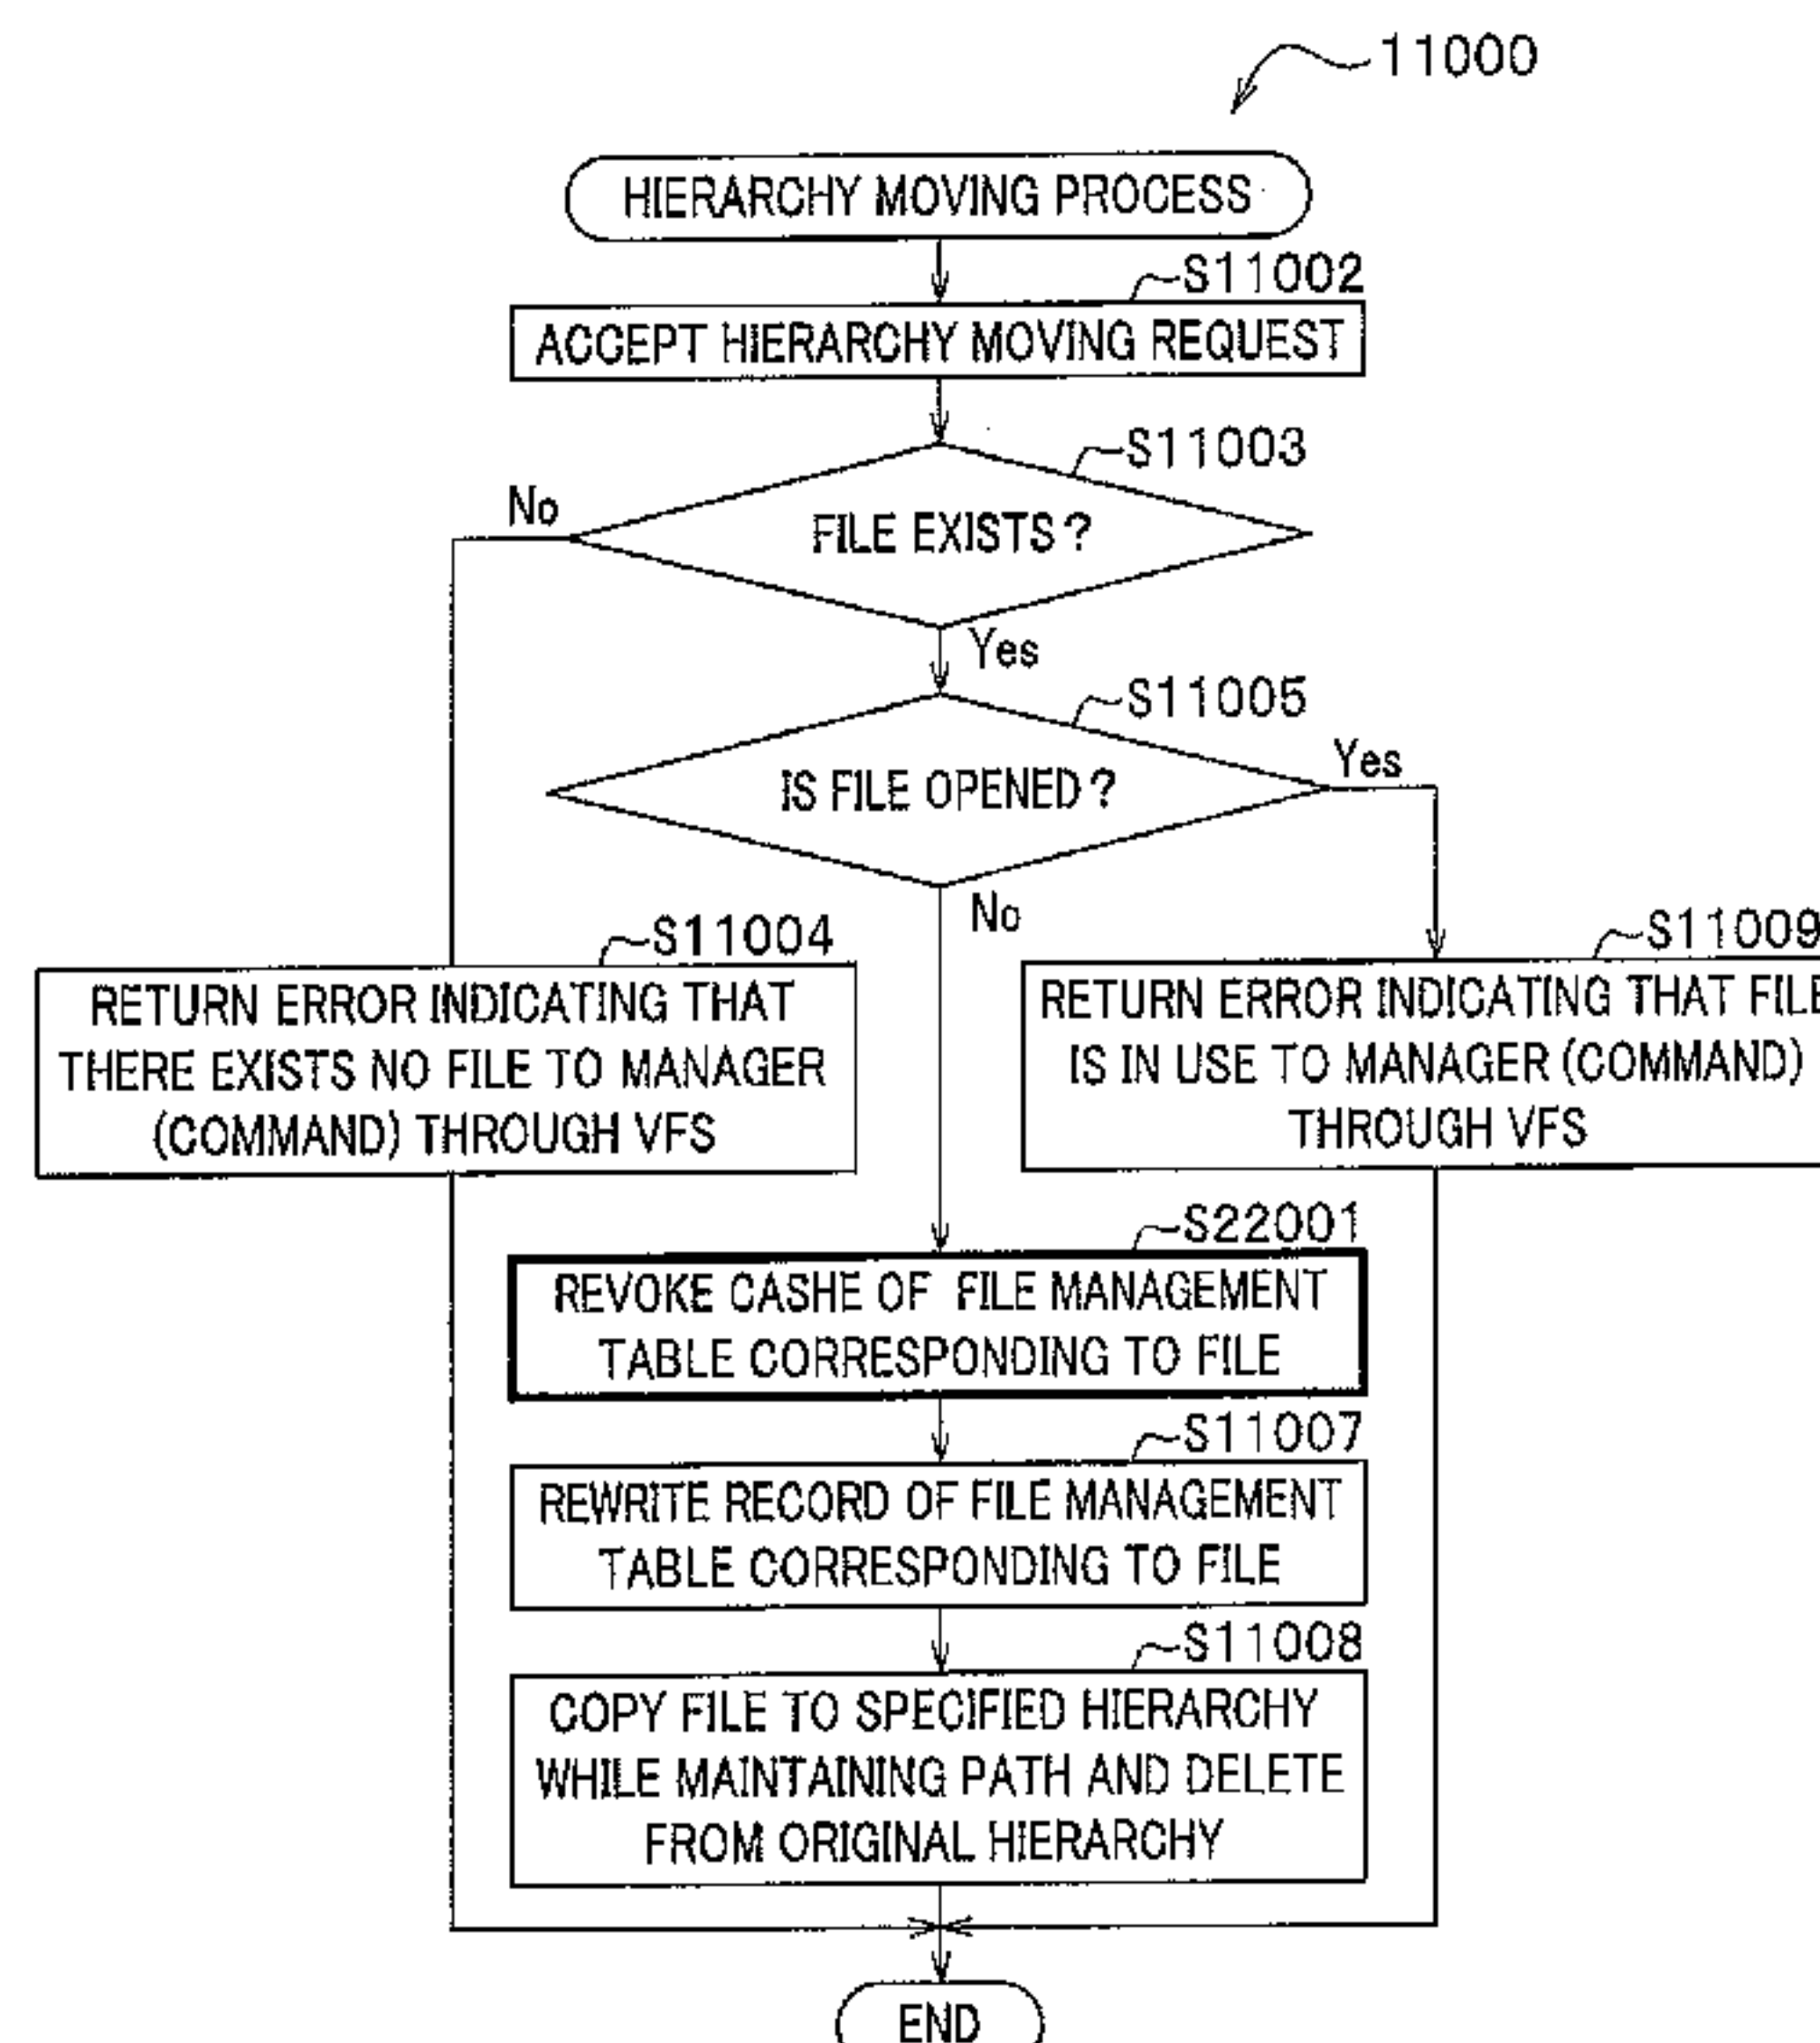 11000
HIERARCHY MOVING PROCESS
S11002
ACCEPT HIERARCHY MOVING REQUEST
S11003
No
FILE EXISTS?
Yes
S11005
IS FILE OPENED?
Yes
No
S11004
RETURN ERROR INDICATING THAT
THERE EXISTS NO FILE TO MANAGER
(COMMAND) THROUGH VFS
S11009
RETURN ERROR INDICATING THAT FILE
IS IN USE TO MANAGER (COMMAND)
THROUGH VFS
S22001
REVOKE CASHE OF FILE MANAGEMENT
TABLE CORRESPONDING TO FILE
S11007
REWRITE RECORD OF FILE MANAGEMENT
TABLE CORRESPONDING TO FILE
S11008
COPY FILE TO SPECIFIED HIERARCHY
WHILE MAINTAINING PATH AND DELETE
FROM ORIGINAL HIERARCHY
END